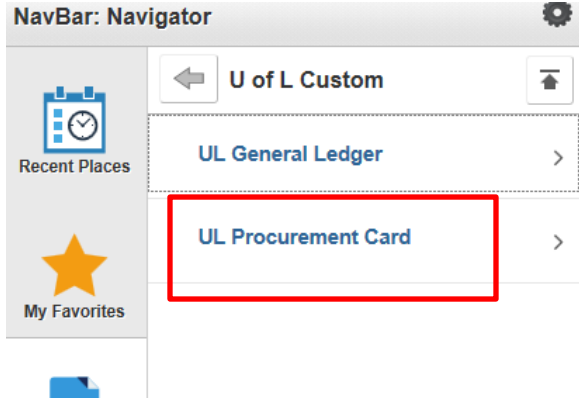 NavBar: Navigator
U of L Custom
Recent Places
UL General Ledger
UL Procurement Card
My Favorites